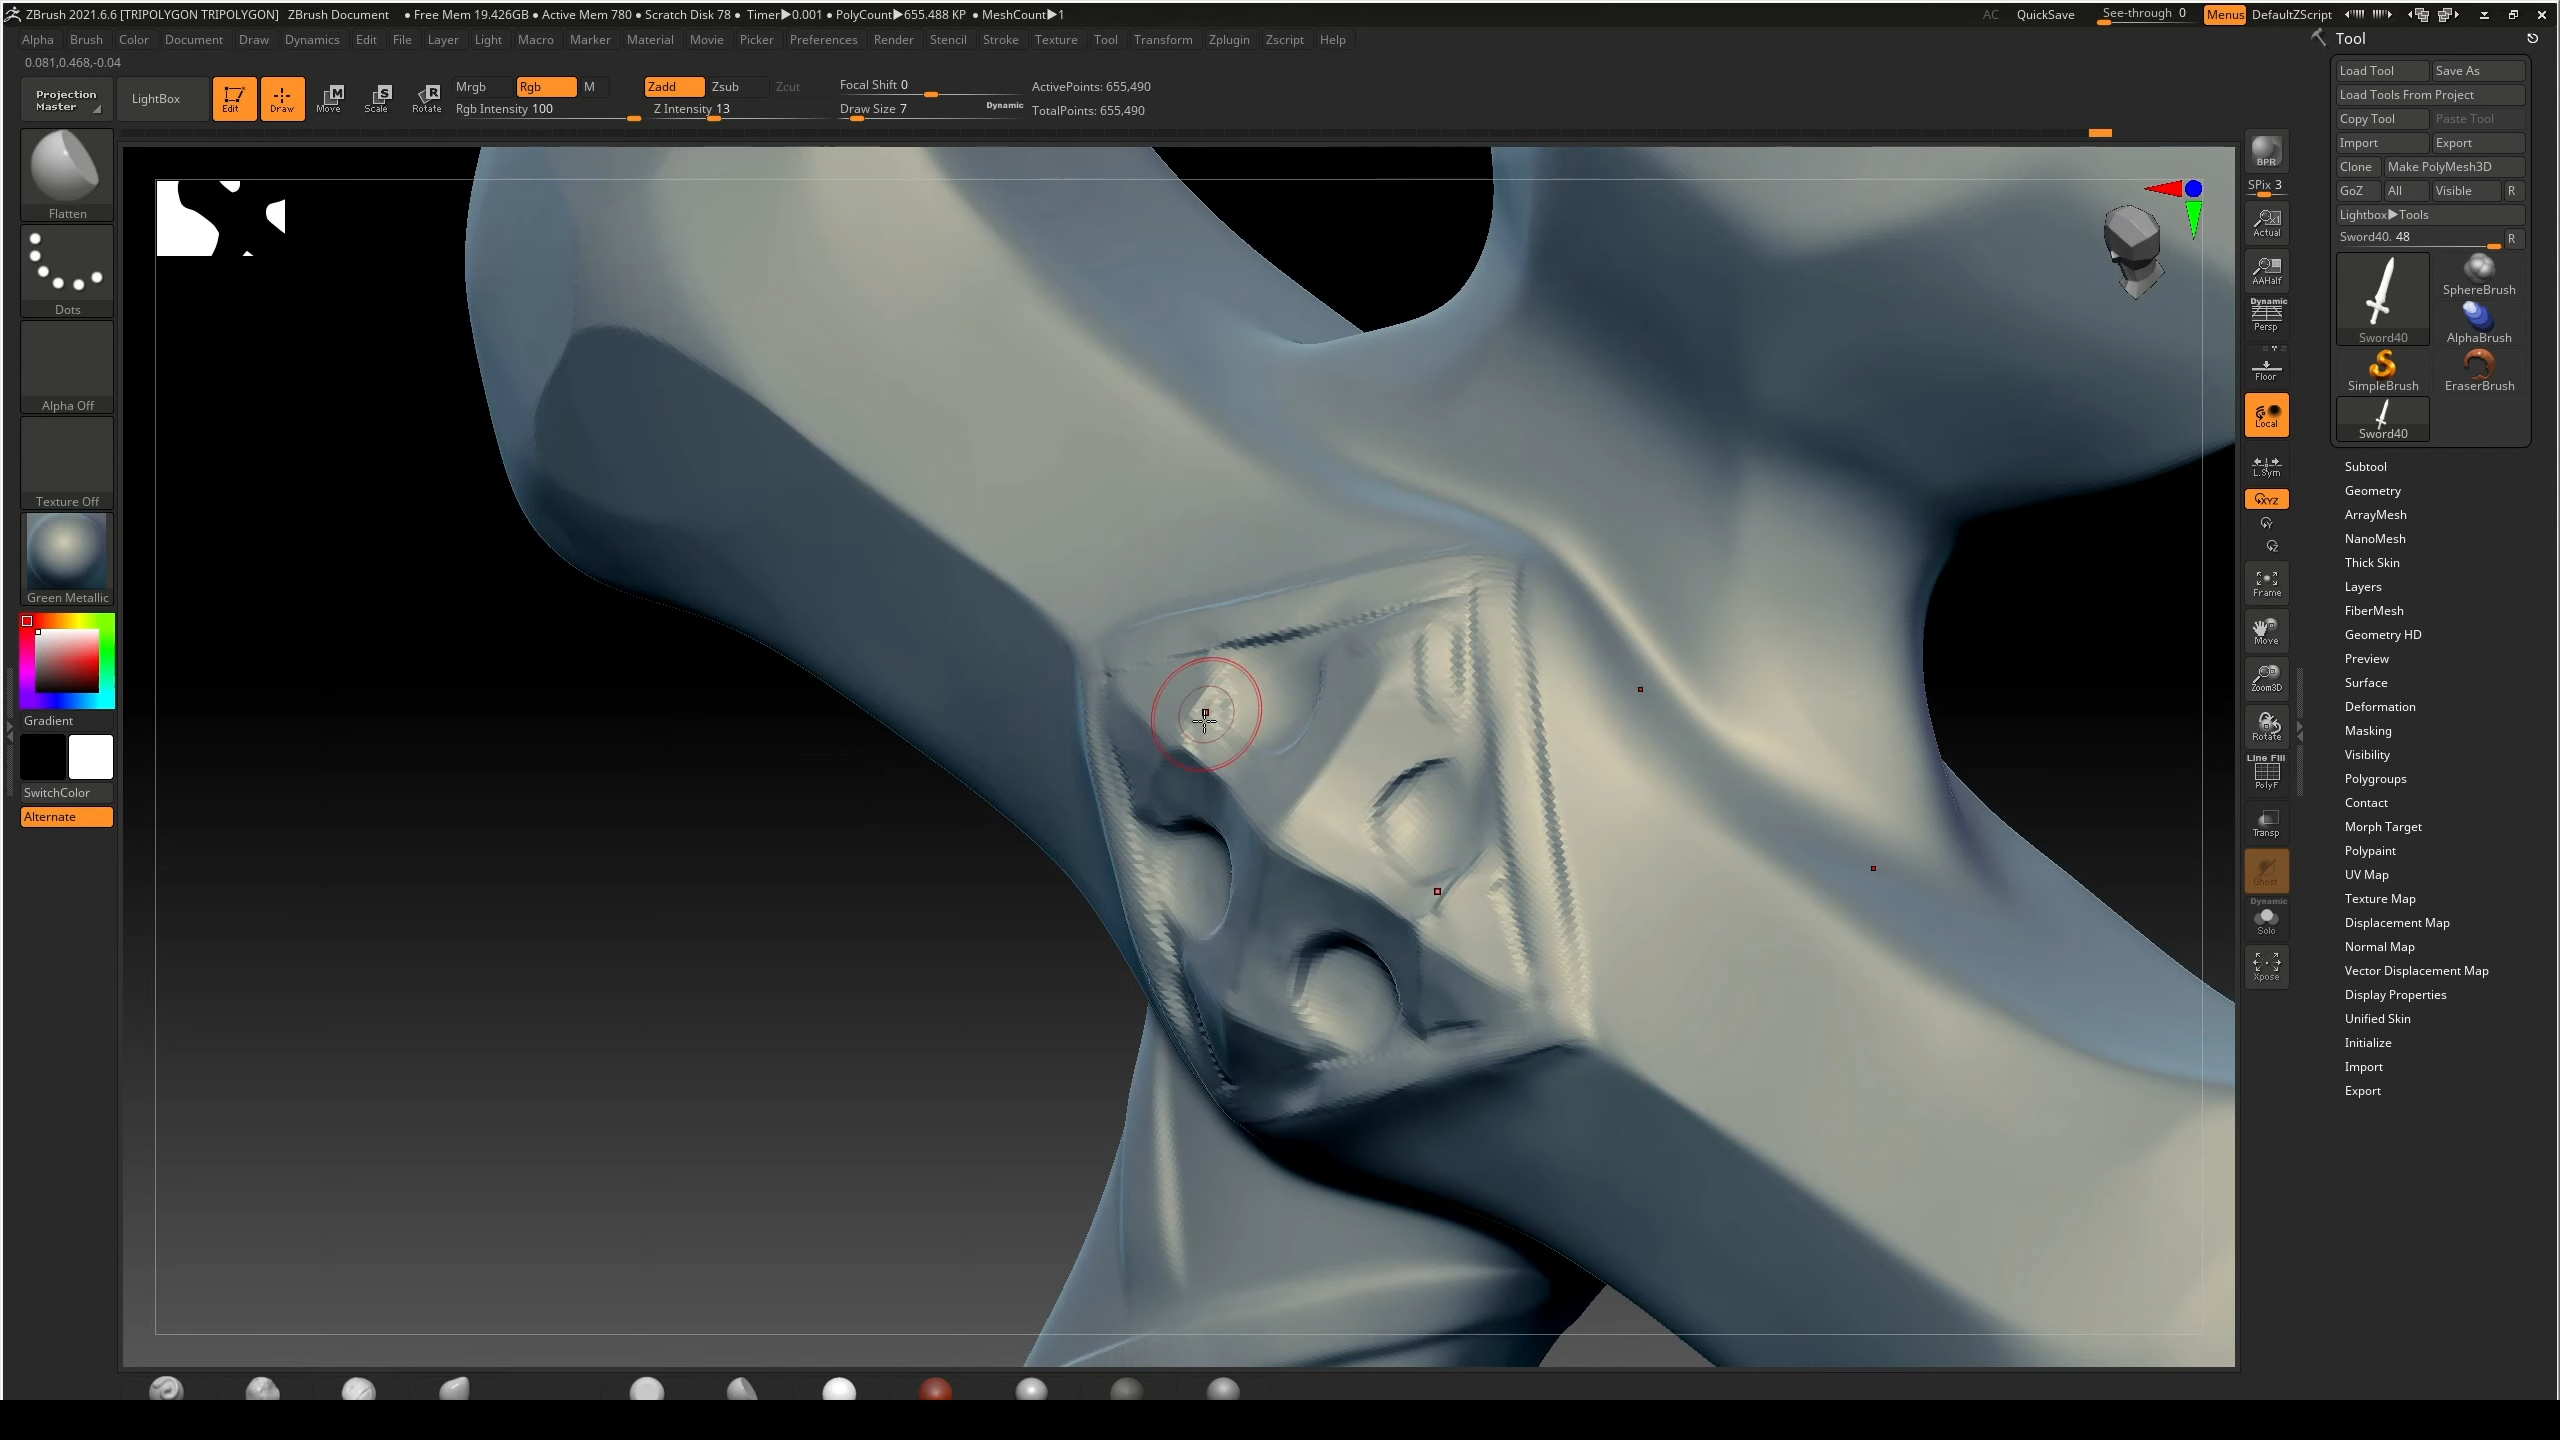 ZBrush 2021.6.6 [TRIPOLYGON TRIPOLYGON] ZBrush Document ● Free Mem 19.426GB ● Active Mem 780 ● Scratch Disk 78 ● Timer▶0.001 ● PolyCount▶655.488 KP ● MeshCount▶1 AC QuickSave See-through 0 Menus DefaultZScript
Alpha Brush Color Document Draw Dynamics Edit File Layer Light Macro Marker Material Movie Picker Preferences Render Stencil Stroke Texture Tool Transform Zplugin Zscript Help
0.081,0.468,-0.04
Projection Master
LightBox
Edit
Draw
Move
Scale
Rotate
Mrgb Rgb M
Rgb Intensity 100
Zadd Zsub Zcut
Z Intensity 13
Focal Shift 0
Draw Size 7
Dynamic
ActivePoints: 655,490
TotalPoints: 655,490
Flatten
Dots
Alpha Off
Texture Off
Green Metallic
Gradient
SwitchColor
Alternate
BPR
SPix 3
Actual
AAHalf
Dynamic
Persp
Floor
Local
L.Sym
XYZ
Y
Z
Frame
Move
Zoom3D
Rotate
Line Fill
PolyF
Transp
Ghost
Dynamic
Solo
Xpose
Tool
Load Tool Save As
Load Tools From Project
Copy Tool Paste Tool
Import Export
Clone Make PolyMesh3D
GoZ All Visible R
Lightbox▶Tools
Sword40. 48 R
Sword40
SphereBrush
AlphaBrush
SimpleBrush
EraserBrush
Sword40
Subtool
Geometry
ArrayMesh
NanoMesh
Thick Skin
Layers
FiberMesh
Geometry HD
Preview
Surface
Deformation
Masking
Visibility
Polygroups
Contact
Morph Target
Polypaint
UV Map
Texture Map
Displacement Map
Normal Map
Vector Displacement Map
Display Properties
Unified Skin
Initialize
Import
Export